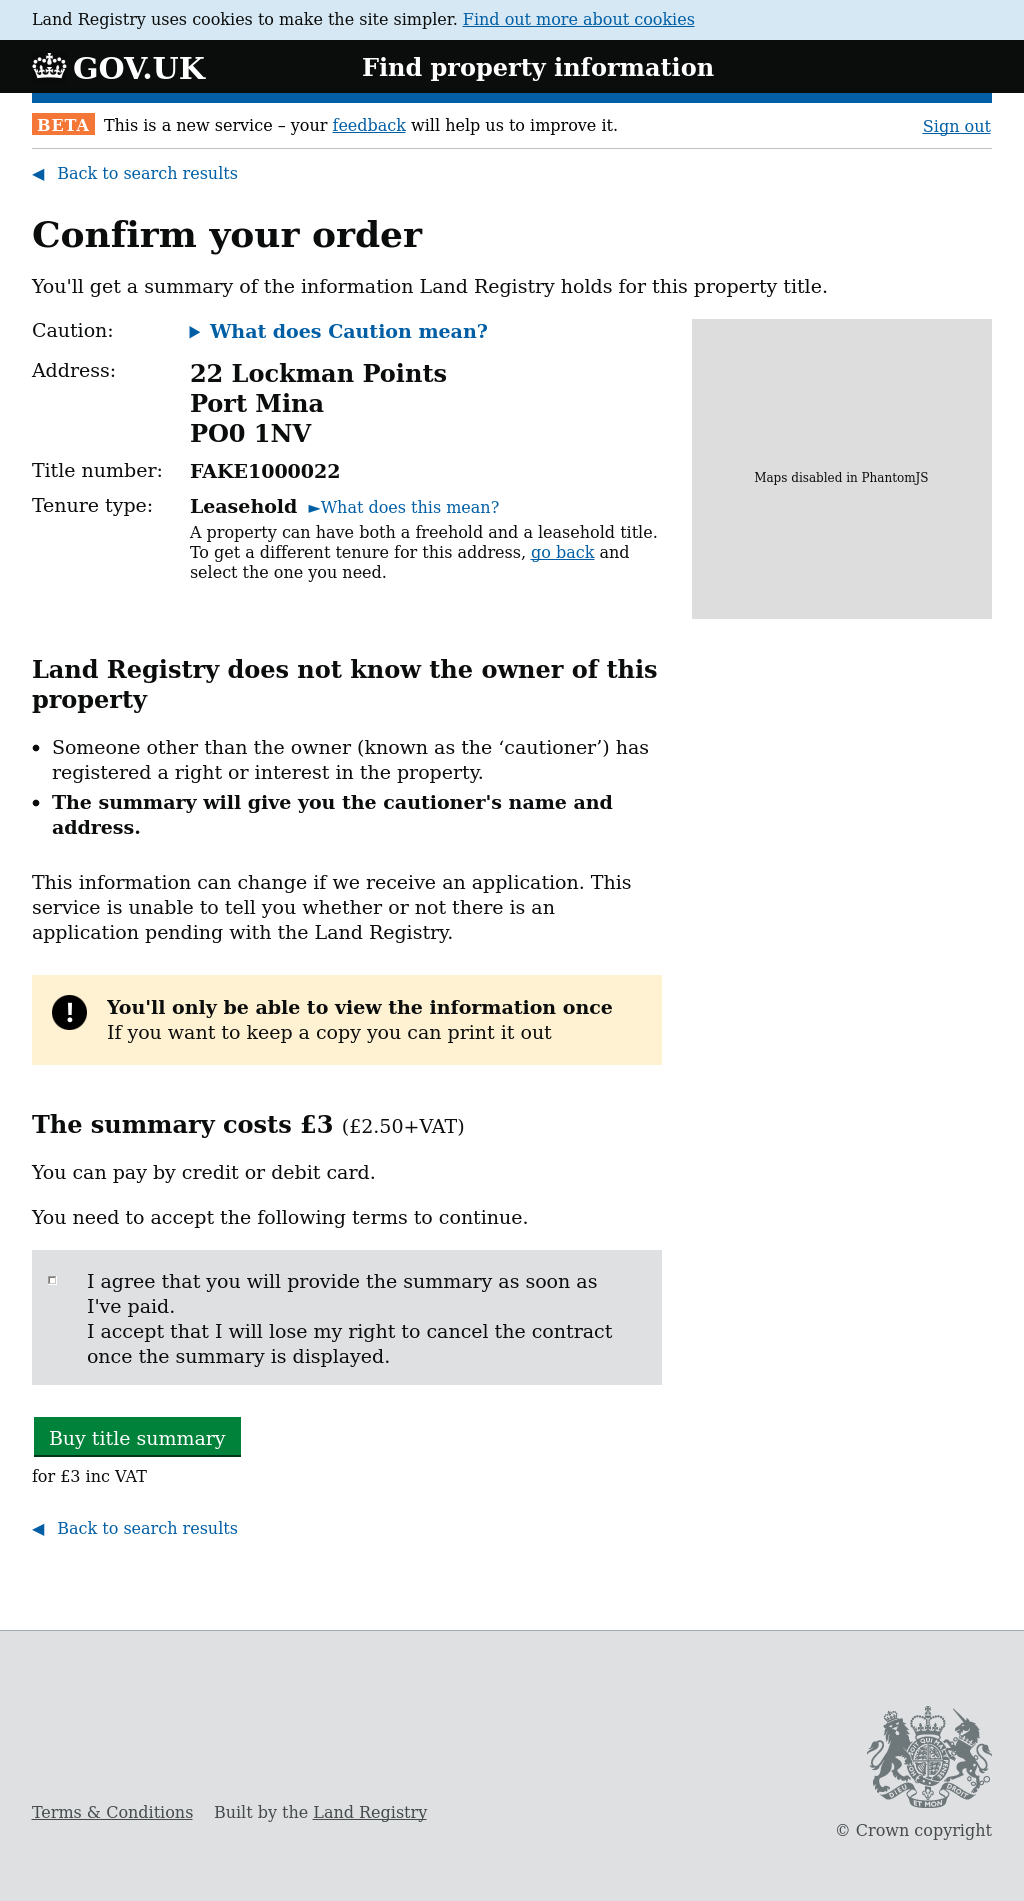 Land Registry uses cookies to make the site simpler. Find out more about cookies
GOV.UK
Find property information
BETA This is a new service – your feedback will help us to improve it.
Sign out
◀ Back to search results
Confirm your order
You'll get a summary of the information Land Registry holds for this property title.
Caution:
▶ What does Caution mean?
Address:
22 Lockman Points
Port Mina
PO0 1NV
Title number:
FAKE1000022
Tenure type:
Leasehold ►What does this mean?
A property can have both a freehold and a leasehold title.
To get a different tenure for this address, go back and
select the one you need.
Maps disabled in PhantomJS
Land Registry does not know the owner of this
property
• Someone other than the owner (known as the ‘cautioner’) has
registered a right or interest in the property.
• The summary will give you the cautioner's name and
address.
This information can change if we receive an application. This
service is unable to tell you whether or not there is an
application pending with the Land Registry.
! You'll only be able to view the information once
If you want to keep a copy you can print it out
The summary costs £3 (£2.50+VAT)
You can pay by credit or debit card.
You need to accept the following terms to continue.
I agree that you will provide the summary as soon as
I've paid.
I accept that I will lose my right to cancel the contract
once the summary is displayed.
Buy title summary
for £3 inc VAT
◀ Back to search results
Terms & Conditions
Built by the Land Registry
DIEU ET MON DROIT
© Crown copyright